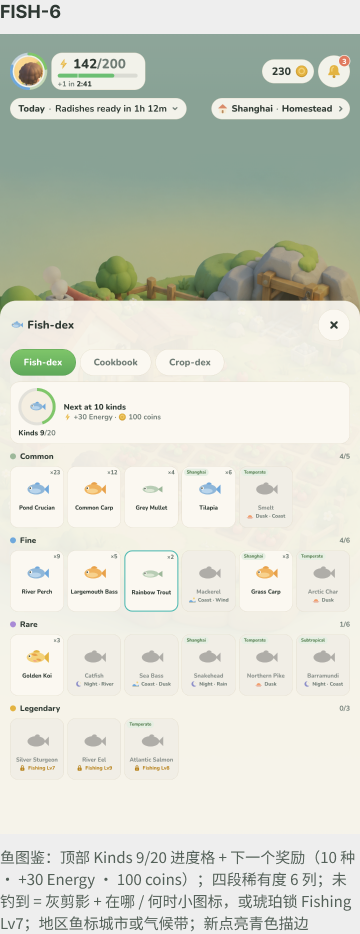 FISH-6
142/200
+1 in 2:41
230
3
Today · Radishes ready in 1h 12m
Shanghai · Homestead
Fish-dex
Fish-dex
Cookbook
Crop-dex
Next at 10 kinds
+30 Energy · 100 coins
Kinds 9/20
Common
4/5
×23
Pond Crucian
×12
Common Carp
×4
Grey Mullet
Shanghai
×6
Tilapia
Temperate
Smelt
Dusk · Coast
Fine
4/6
×9
River Perch
×5
Largemouth Bass
×2
Rainbow Trout
Mackerel
Coast · Wind
Shanghai
×3
Grass Carp
Temperate
Arctic Char
Dusk
Rare
1/6
×3
Golden Koi
Catfish
Night · River
Sea Bass
Coast · Dusk
Shanghai
Snakehead
Night · Rain
Temperate
Northern Pike
Dusk
Subtropical
Barramundi
Night · Coast
Legendary
0/3
Silver Sturgeon
Fishing Lv7
River Eel
Fishing Lv9
Temperate
Atlantic Salmon
Fishing Lv8
鱼图鉴：顶部 Kinds 9/20 进度格 + 下一个奖励（10 种
· +30 Energy · 100 coins）；四段稀有度 6 列；未
钓到 = 灰剪影 + 在哪 / 何时小图标，或琥珀锁 Fishing
Lv7；地区鱼标城市或气候带；新点亮青色描边